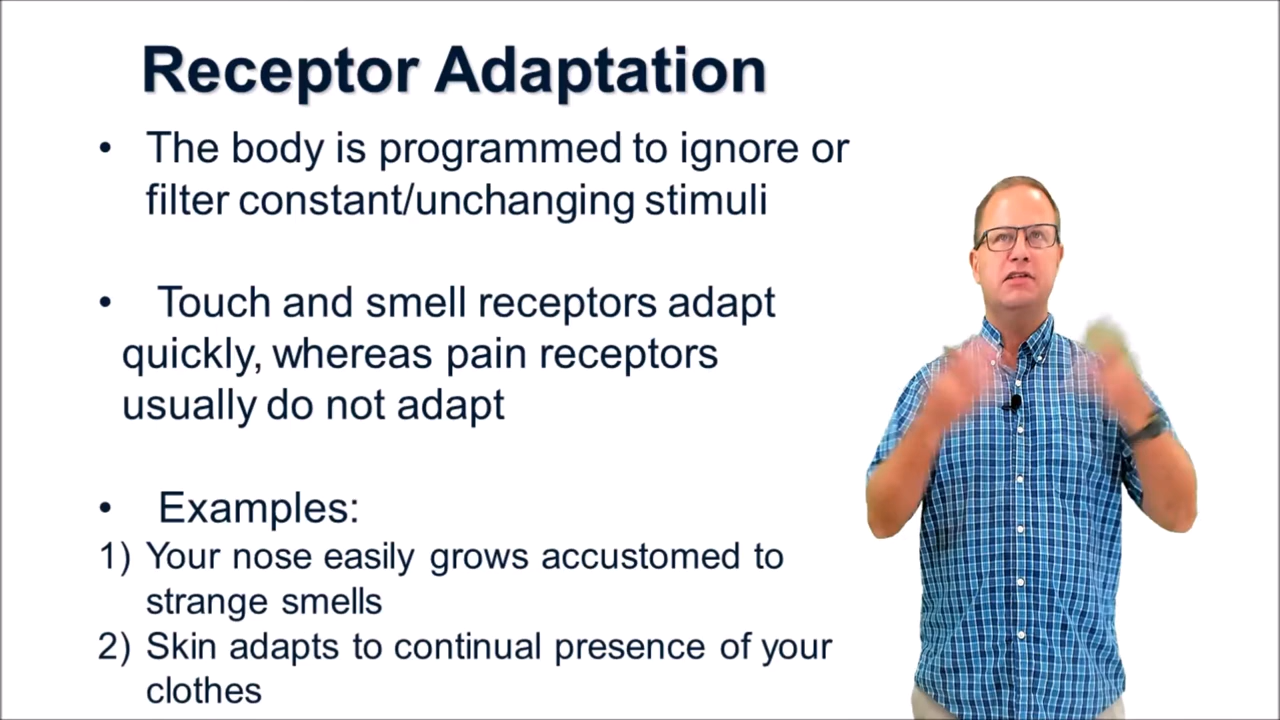 Receptor Adaptation
• The body is programmed to ignore or
filter constant/unchanging stimuli
• Touch and smell receptors adapt
quickly, whereas pain receptors
usually do not adapt
• Examples:
1) Your nose easily grows accustomed to
strange smells
2) Skin adapts to continual presence of your
clothes